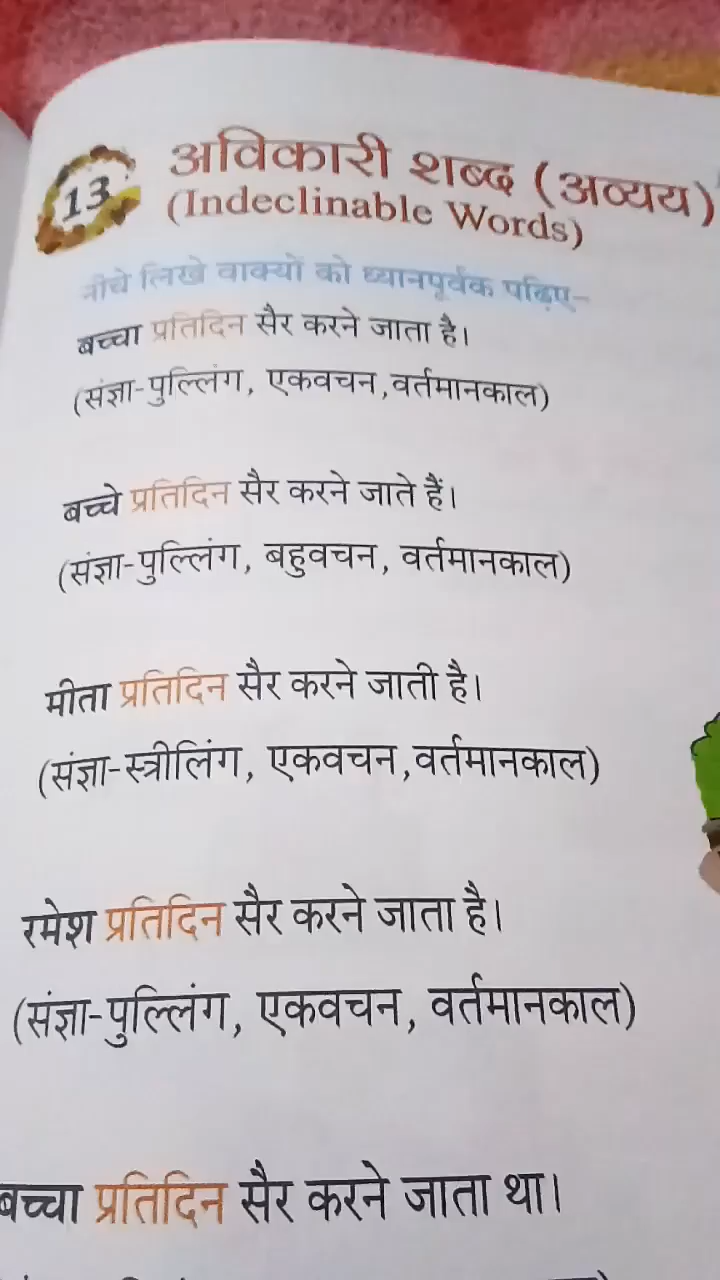 13
अविकारी शब्द (अव्यय)
(Indeclinable Words)
नीचे लिखे वाक्यों को ध्यानपूर्वक पढ़िए-
बच्चा प्रतिदिन सैर करने जाता है।
(संज्ञा-पुल्लिंग, एकवचन,वर्तमानकाल)
बच्चे प्रतिदिन सैर करने जाते हैं।
(संज्ञा-पुल्लिंग, बहुवचन, वर्तमानकाल)
मीता प्रतिदिन सैर करने जाती है।
(संज्ञा-स्त्रीलिंग, एकवचन,वर्तमानकाल)
रमेश प्रतिदिन सैर करने जाता है।
(संज्ञा-पुल्लिंग, एकवचन, वर्तमानकाल)
बच्चा प्रतिदिन सैर करने जाता था।